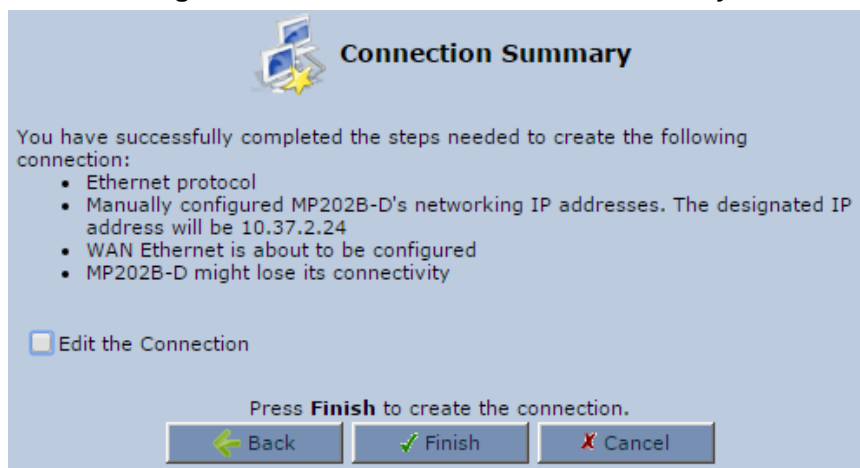 Connection Summary
You have successfully completed the steps needed to create the following
connection:
• Ethernet protocol
• Manually configured MP202B-D's networking IP addresses. The designated IP
address will be 10.37.2.24
• WAN Ethernet is about to be configured
• MP202B-D might lose its connectivity
Edit the Connection
Press Finish to create the connection.
Back
Finish
Cancel